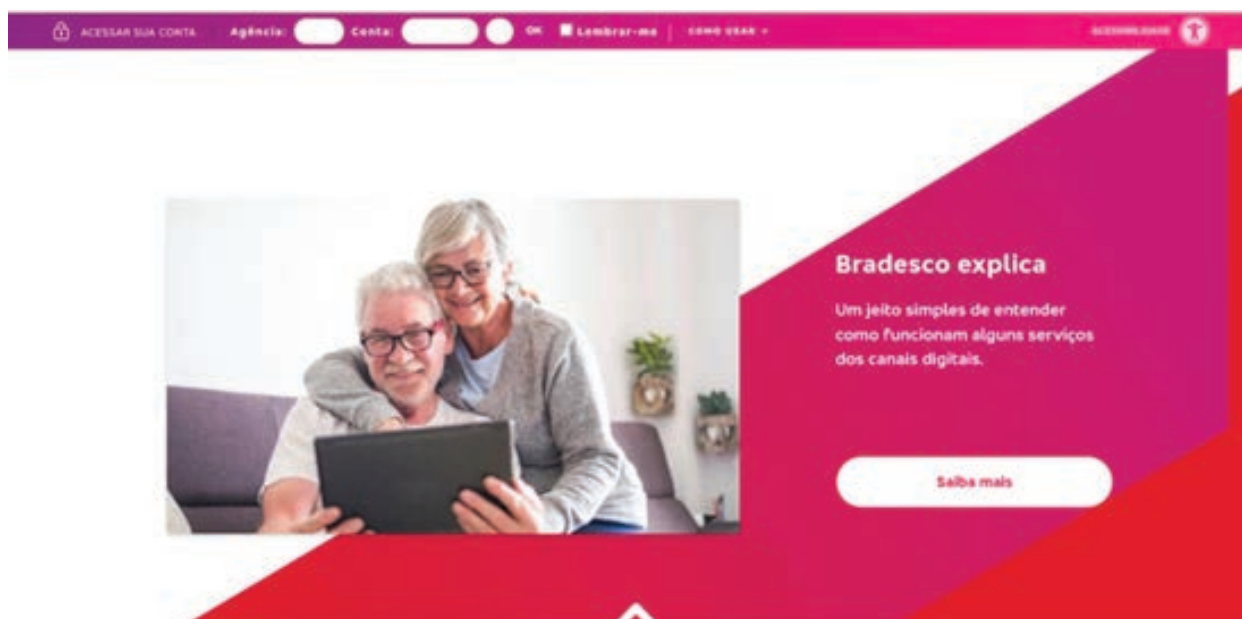 ACESSAR SUA CONTA Agência: Conta: OK Lembrar-me COMO USAR
ACESSIBILIDADE
Bradesco explica
Um jeito simples de entender
como funcionam alguns serviços
dos canais digitais.
Saiba mais